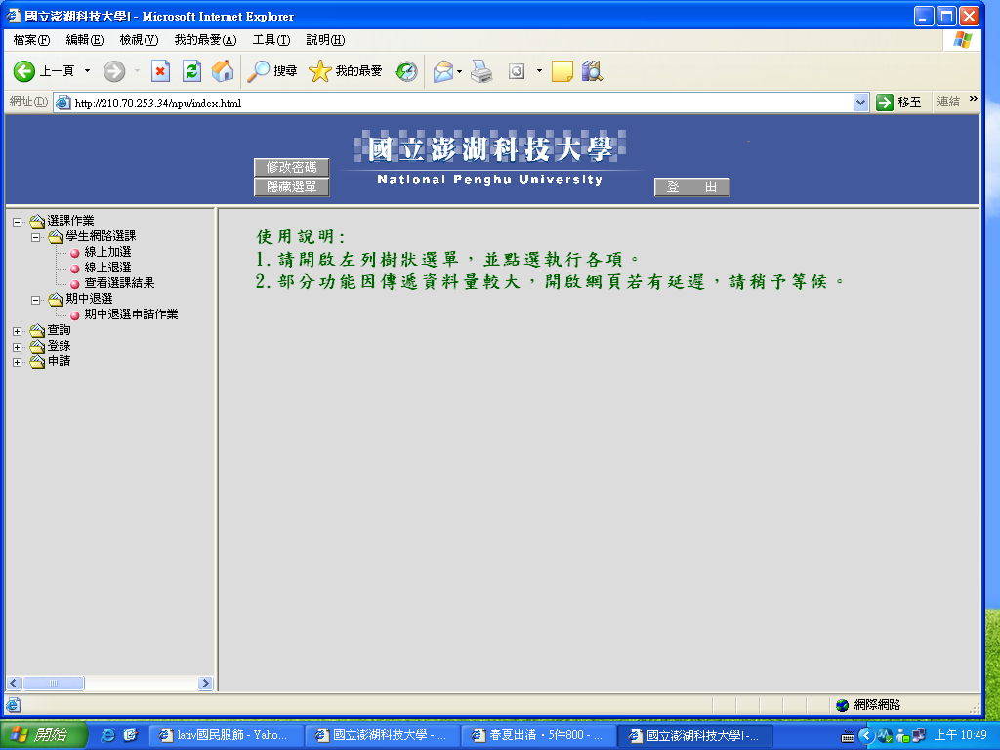 國立澎湖科技大學! - Microsoft Internet Explorer
檔案(F) 編輯(E) 檢視(V) 我的最愛(A) 工具(T) 說明(H)
上一頁 搜尋 我的最愛
網址(D) http://210.70.253.34/npu/index.html 移至 連結 »
國立澎湖科技大學
National Penghu University
修改密碼
隱藏選單
登 出
選課作業
學生網路選課
線上加選
線上退選
查看選課結果
期中退選
期中退選申請作業
查詢
登錄
申請
使用說明:
1.請開啟左列樹狀選單，並點選執行各項。
2.部分功能因傳遞資料量較大，開啟網頁若有延遲，請稍予等候。
網際網路
開始 lativ國民服飾 - Yaho... 國立澎湖科技大學 - ... 春夏出清‧5件800 - ... 國立澎湖科技大學! -... 上午 10:49